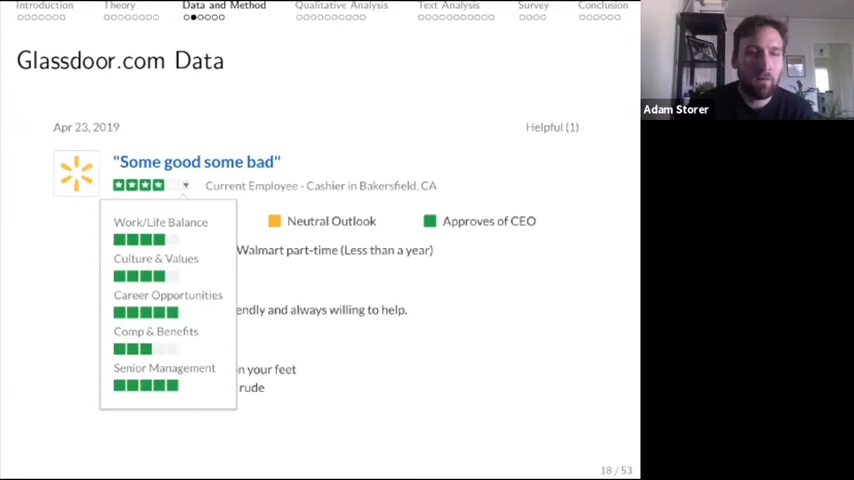 Introduction Theory Data and Method Qualitative Analysis Text Analysis Survey Conclusion
Glassdoor.com Data
Apr 23, 2019 Helpful (1)
"Some good some bad"
Current Employee - Cashier in Bakersfield, CA
Work/Life Balance
Culture & Values
Career Opportunities
Comp & Benefits
Senior Management
Neutral Outlook Approves of CEO
Walmart part-time (Less than a year)
endly and always willing to help.
n your feet
rude
18 / 53
Adam Storer